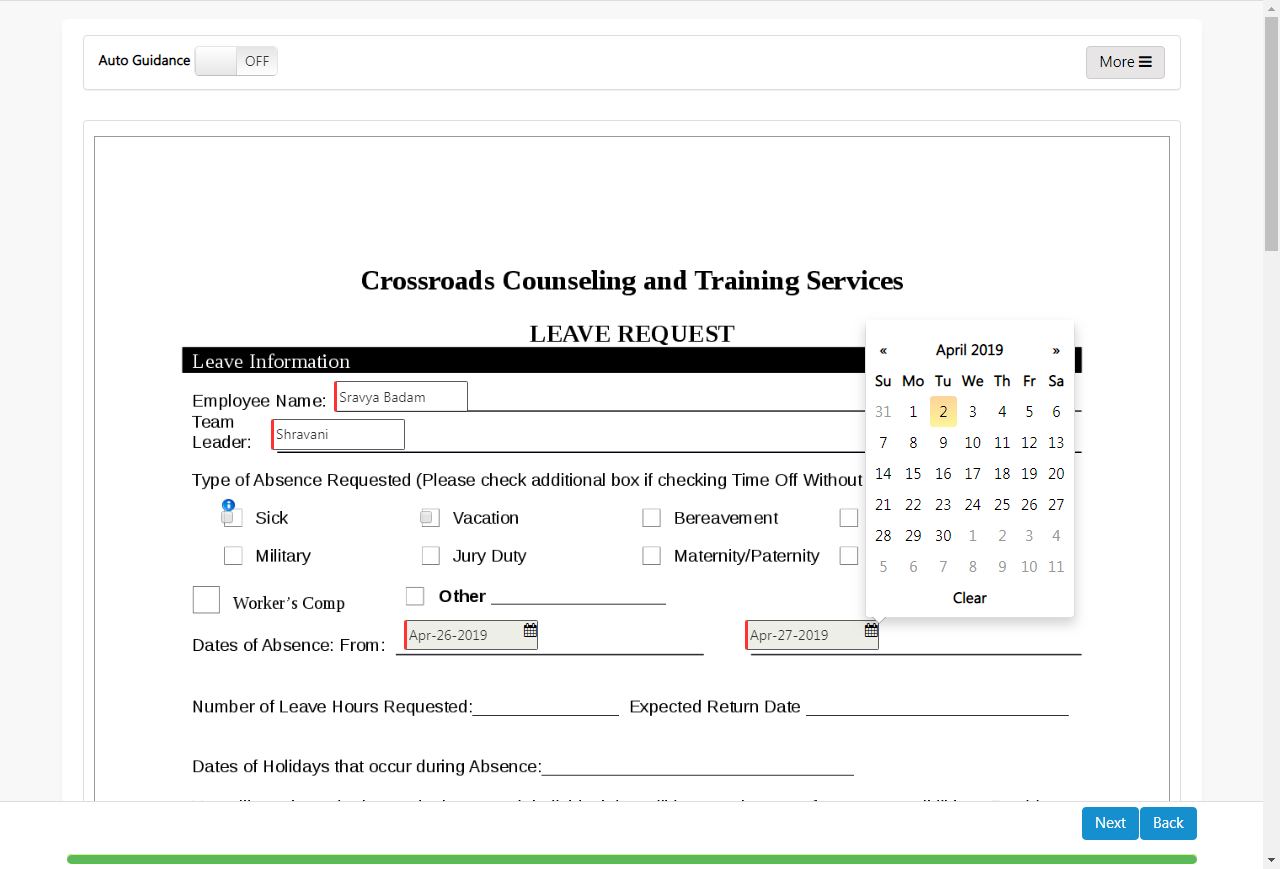 Auto Guidance OFF More
Crossroads Counseling and Training Services
LEAVE REQUEST
Leave Information
Employee Name: Sravya Badam
Team
Leader: Shravani
Type of Absence Requested (Please check additional box if checking Time Off Without
Sick Vacation Bereavement
Military Jury Duty Maternity/Paternity
Worker's Comp Other
Dates of Absence: From: Apr-26-2019 Apr-27-2019
« April 2019 »
Su Mo Tu We Th Fr Sa
31 1 2 3 4 5 6
7 8 9 10 11 12 13
14 15 16 17 18 19 20
21 22 23 24 25 26 27
28 29 30 1 2 3 4
5 6 7 8 9 10 11
Clear
Number of Leave Hours Requested: Expected Return Date
Dates of Holidays that occur during Absence:
Next Back